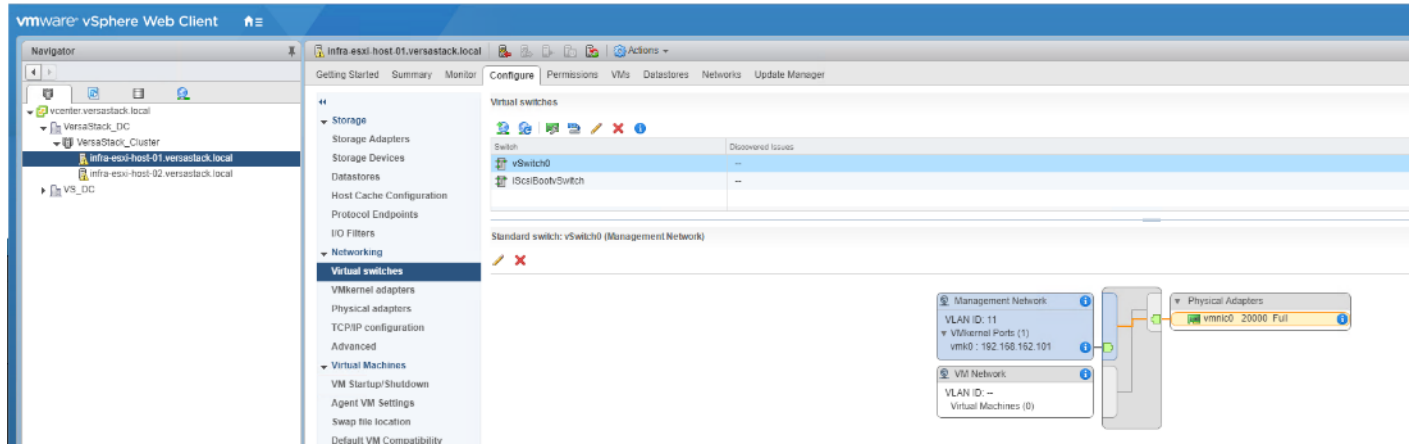 vmware® vSphere Web Client
Navigator
vcenter.versastack.local
VersaStack_DC
VersaStack_Cluster
infra-esxi-host-01.versastack.local
infra-esxi-host-02.versastack.local
VS_DC
infra-esxi-host-01.versastack.local
Actions
Getting Started Summary Monitor Configure Permissions VMs Datastores Networks Update Manager
Storage
Storage Adapters
Storage Devices
Datastores
Host Cache Configuration
Protocol Endpoints
I/O Filters
Networking
Virtual switches
VMkernel adapters
Physical adapters
TCP/IP configuration
Advanced
Virtual Machines
VM Startup/Shutdown
Agent VM Settings
Swap file location
Default VM Compatibility
Virtual switches
Switch Discovered Issues
vSwitch0 --
iScsiBootvSwitch --
Standard switch: vSwitch0 (Management Network)
Management Network
VLAN ID: 11
VMkernel Ports (1)
vmk0 : 192.168.162.101
VM Network
VLAN ID: --
Virtual Machines (0)
Physical Adapters
vmnic0 20000 Full